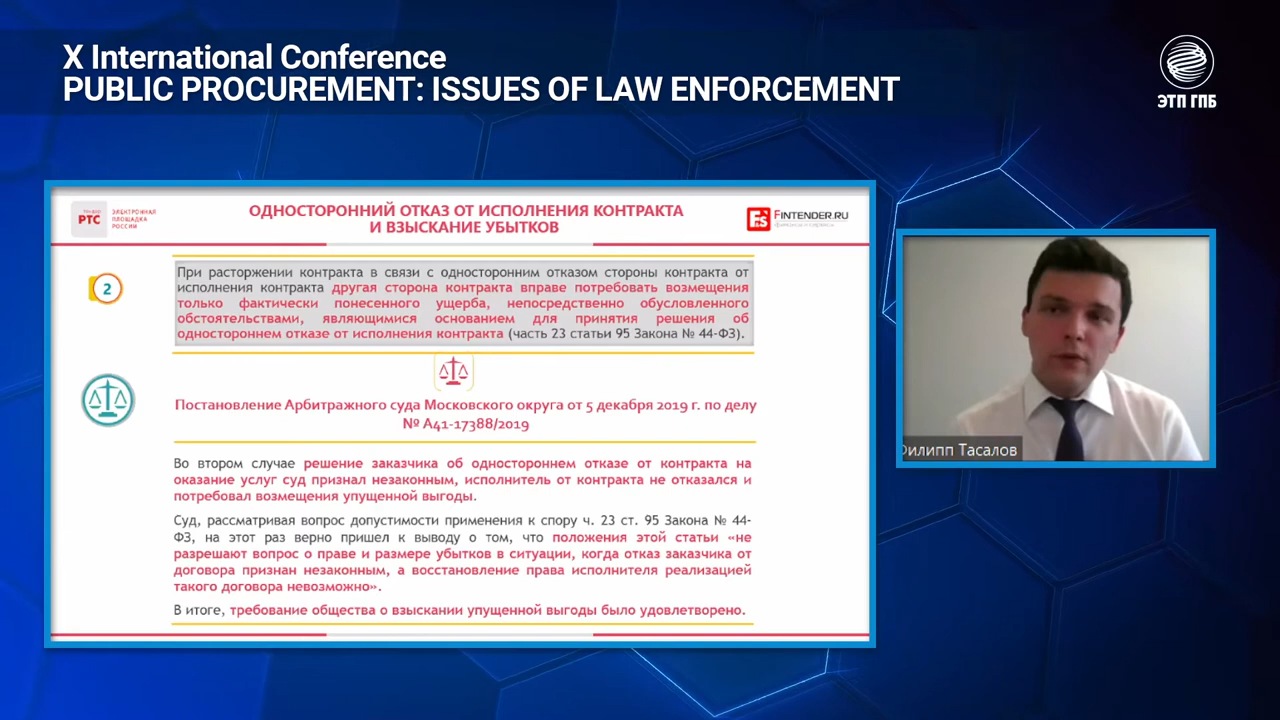 X International Conference
PUBLIC PROCUREMENT: ISSUES OF LAW ENFORCEMENT
ЭТП ГПБ
РТС
ЭЛЕКТРОННАЯ
ПЛОЩАДКА
РОССИИ
ОДНОСТОРОННИЙ ОТКАЗ ОТ ИСПОЛНЕНИЯ КОНТРАКТА
И ВЗЫСКАНИЕ УБЫТКОВ
FINTENDER.RU
2
При расторжении контракта в связи с односторонним отказом стороны контракта от
исполнения контракта другая сторона контракта вправе потребовать возмещения
только фактически понесенного ущерба, непосредственно обусловленного
обстоятельствами, являющимися основанием для принятия решения об
одностороннем отказе от исполнения контракта (часть 23 статьи 95 Закона № 44-ФЗ).
Постановление Арбитражного суда Московского округа от 5 декабря 2019 г. по делу
№ А41-17388/2019
Во втором случае решение заказчика об одностороннем отказе от контракта на
оказание услуг суд признал незаконным, исполнитель от контракта не отказался и
потребовал возмещения упущенной выгоды.
Суд, рассматривая вопрос допустимости применения к спору ч. 23 ст. 95 Закона № 44-
ФЗ, на этот раз верно пришел к выводу о том, что положения этой статьи «не
разрешают вопрос о праве и размере убытков в ситуации, когда отказ заказчика от
договора признан незаконным, а восстановление права исполнителя реализацией
такого договора невозможно».
В итоге, требование общества о взыскании упущенной выгоды было удовлетворено.
Филипп Тасалов